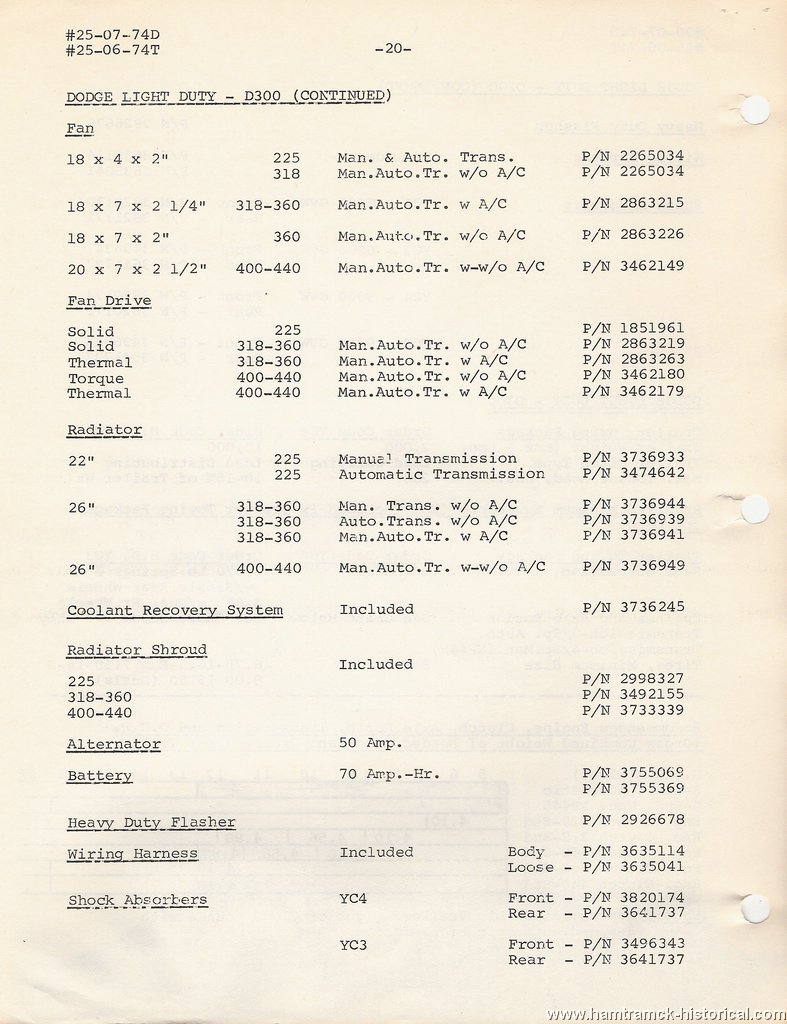 #25-07-74D
#25-06-74T
-20-
DODGE LIGHT DUTY - D300 (CONTINUED)
Fan
18 x 4 x 2" 225 Man. & Auto. Trans. P/N 2265034
318 Man.Auto.Tr. w/o A/C P/N 2265034
18 x 7 x 2 1/4" 318-360 Man.Auto.Tr. w A/C P/N 2863215
18 x 7 x 2" 360 Man.Auto.Tr. w/o A/C P/N 2863226
20 x 7 x 2 1/2" 400-440 Man.Auto.Tr. w-w/o A/C P/N 3462149
Fan Drive
Solid 225 P/N 1851961
Solid 318-360 Man.Auto.Tr. w/o A/C P/N 2863219
Thermal 318-360 Man.Auto.Tr. w A/C P/N 2863263
Torque 400-440 Man.Auto.Tr. w/o A/C P/N 3462180
Thermal 400-440 Man.Auto.Tr. w A/C P/N 3462179
Radiator
22" 225 Manual Transmission P/N 3736933
225 Automatic Transmission P/N 3474642
26" 318-360 Man. Trans. w/o A/C P/N 3736944
318-360 Auto.Trans. w/o A/C P/N 3736939
318-360 Man.Auto.Tr. w A/C P/N 3736941
26" 400-440 Man.Auto.Tr. w-w/o A/C P/N 3736949
Coolant Recovery System Included P/N 3736245
Radiator Shroud
Included
225 P/N 2998327
318-360 P/N 3492155
400-440 P/N 3733339
Alternator 50 Amp.
Battery 70 Amp.-Hr. P/N 3755069
P/N 3755369
Heavy Duty Flasher P/N 2926678
Wiring Harness Included Body - P/N 3635114
Loose - P/N 3635041
Shock Absorbers YC4 Front - P/N 3820174
Rear - P/N 3641737
YC3 Front - P/N 3496343
Rear - P/N 3641737
www.hamtramck-historical.com